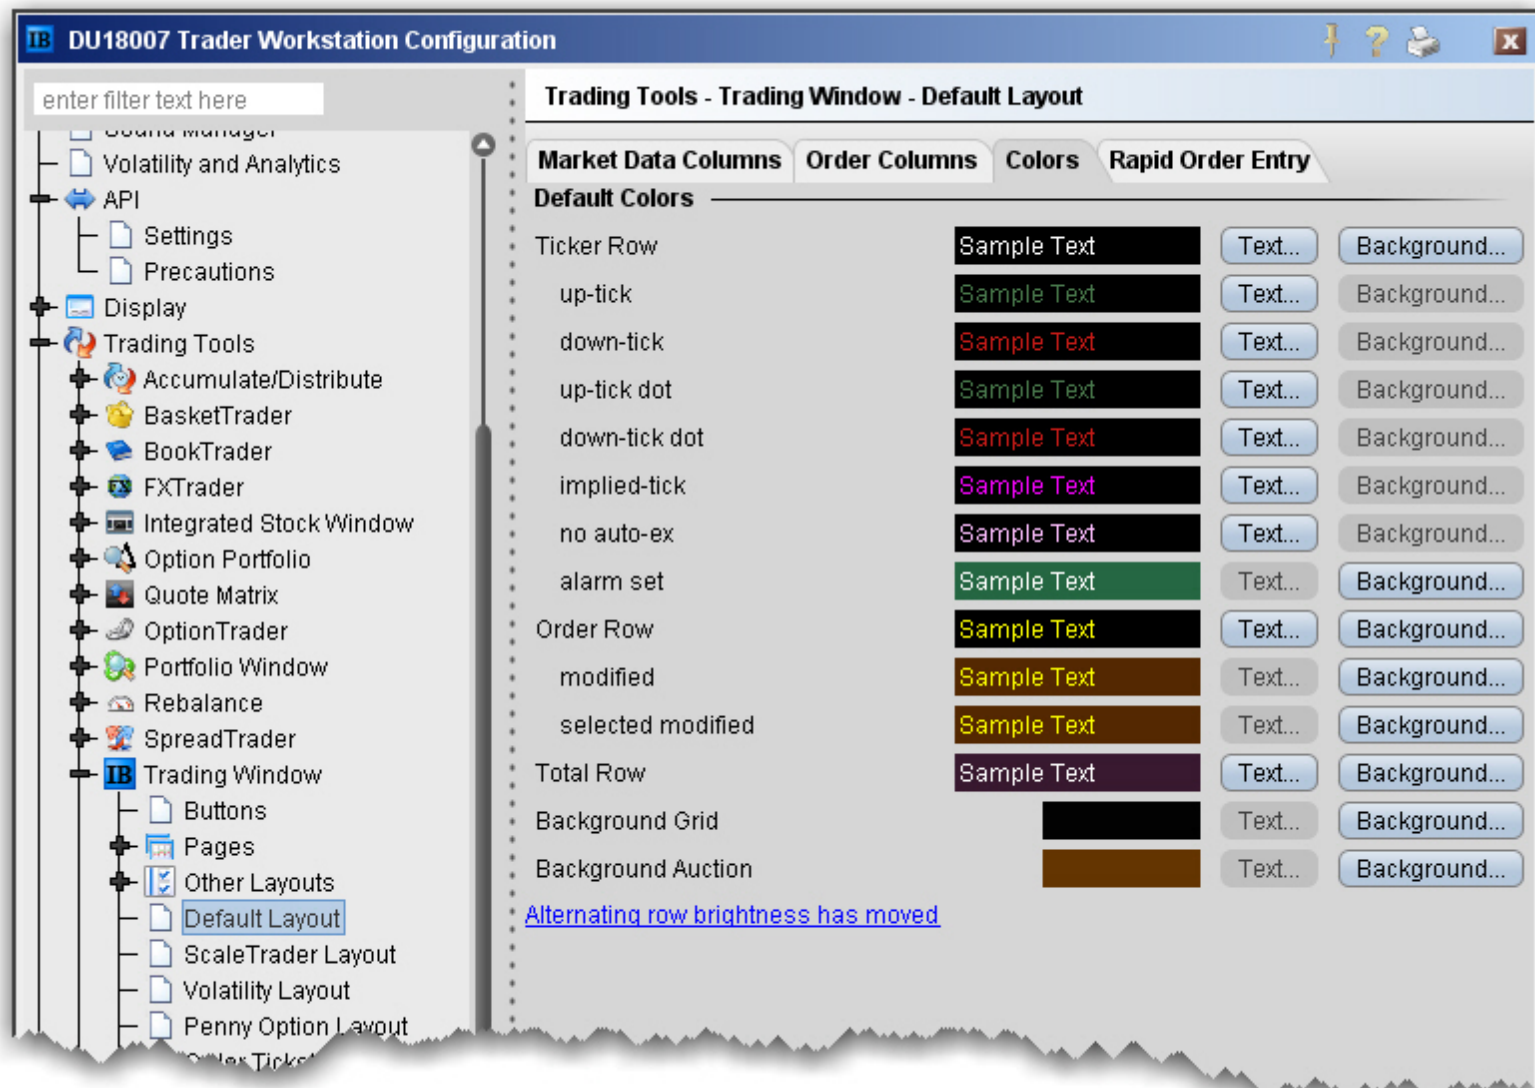 IB DU18007 Trader Workstation Configuration
enter filter text here
Sound Manager
Volatility and Analytics
API
Settings
Precautions
Display
Trading Tools
Accumulate/Distribute
BasketTrader
BookTrader
FX FXTrader
Integrated Stock Window
Option Portfolio
Quote Matrix
OptionTrader
Portfolio Window
Rebalance
SpreadTrader
IB Trading Window
Buttons
Pages
Other Layouts
Default Layout
ScaleTrader Layout
Volatility Layout
Penny Option Layout
Trading Tools - Trading Window - Default Layout
Market Data Columns Order Columns Colors Rapid Order Entry
Default Colors
Ticker Row Sample Text Text... Background...
up-tick Sample Text Text... Background...
down-tick Sample Text Text... Background...
up-tick dot Sample Text Text... Background...
down-tick dot Sample Text Text... Background...
implied-tick Sample Text Text... Background...
no auto-ex Sample Text Text... Background...
alarm set Sample Text Text... Background...
Order Row Sample Text Text... Background...
modified Sample Text Text... Background...
selected modified Sample Text Text... Background...
Total Row Sample Text Text... Background...
Background Grid Text... Background...
Background Auction Text... Background...
Alternating row brightness has moved